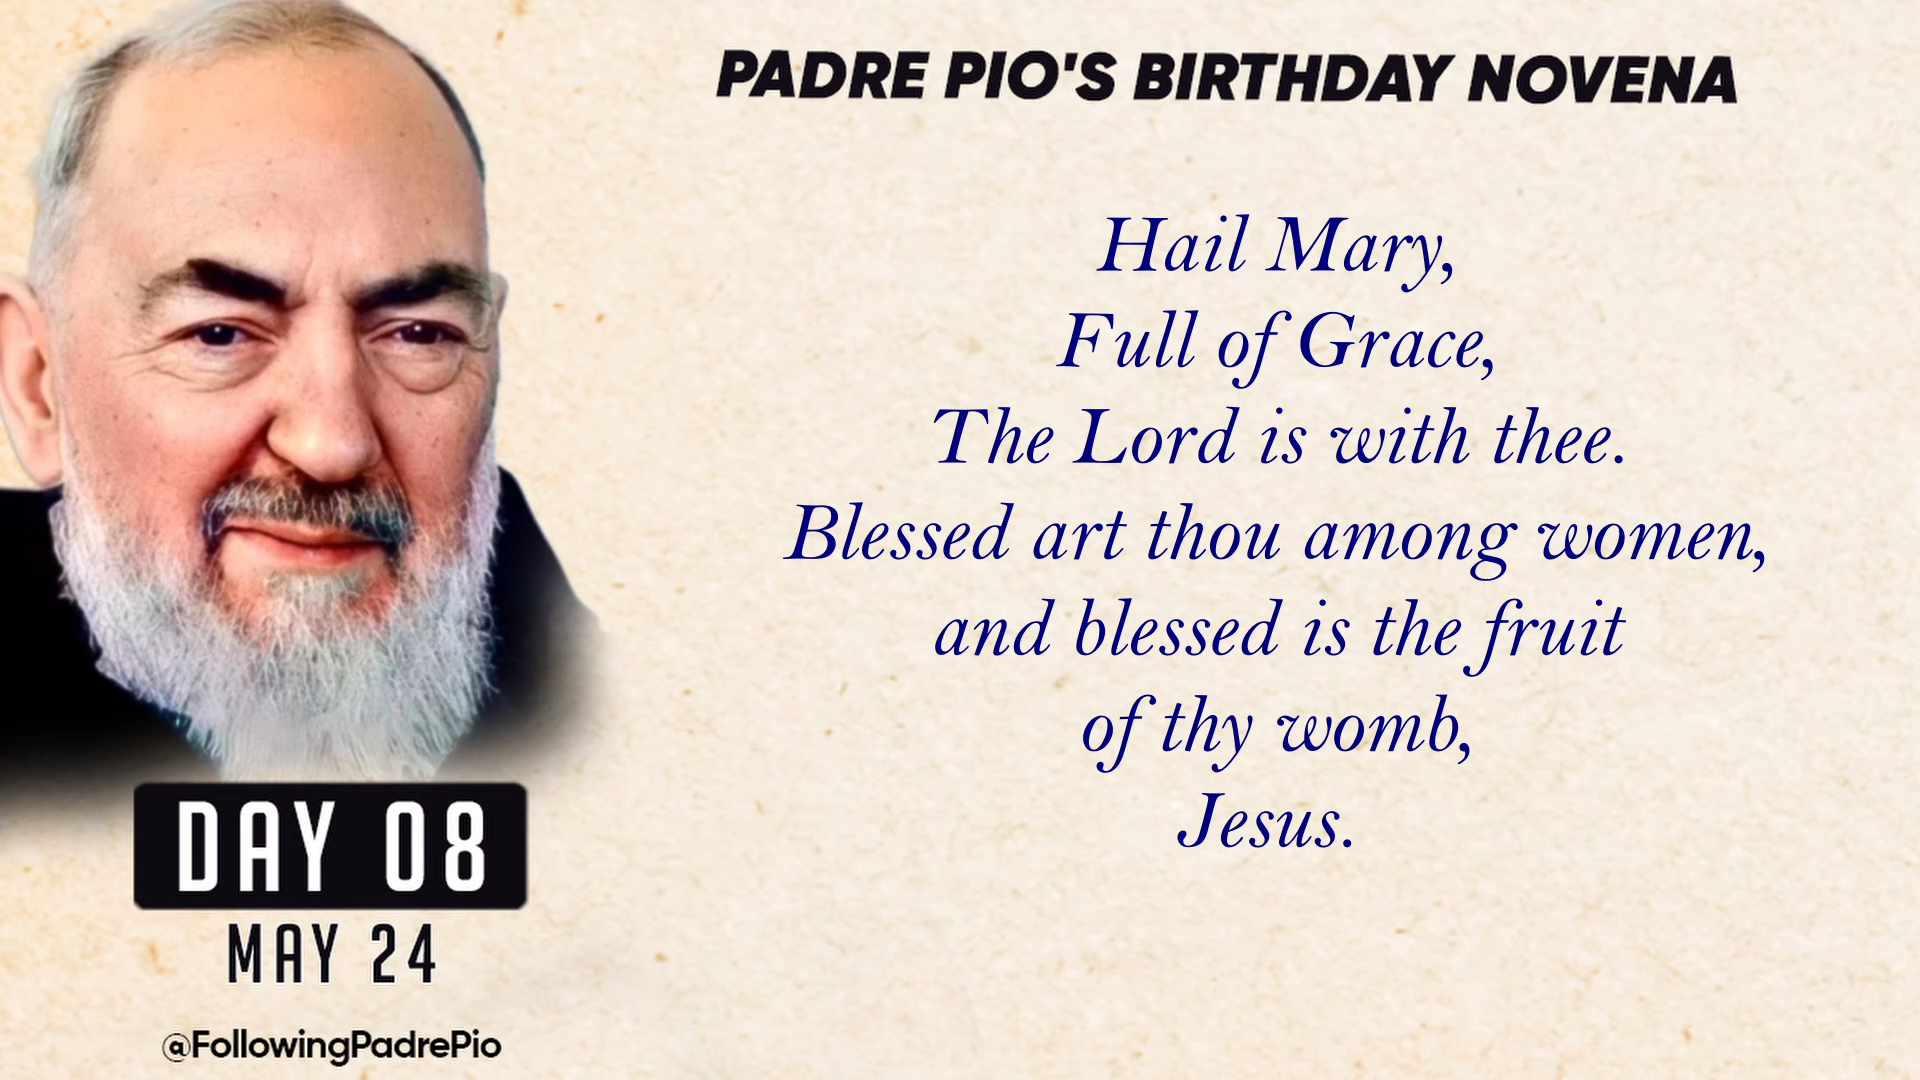 PADRE PIO'S BIRTHDAY NOVENA
Hail Mary,
Full of Grace,
The Lord is with thee.
Blessed art thou among women,
and blessed is the fruit
of thy womb,
Jesus.
DAY 08
MAY 24
@FollowingPadrePio